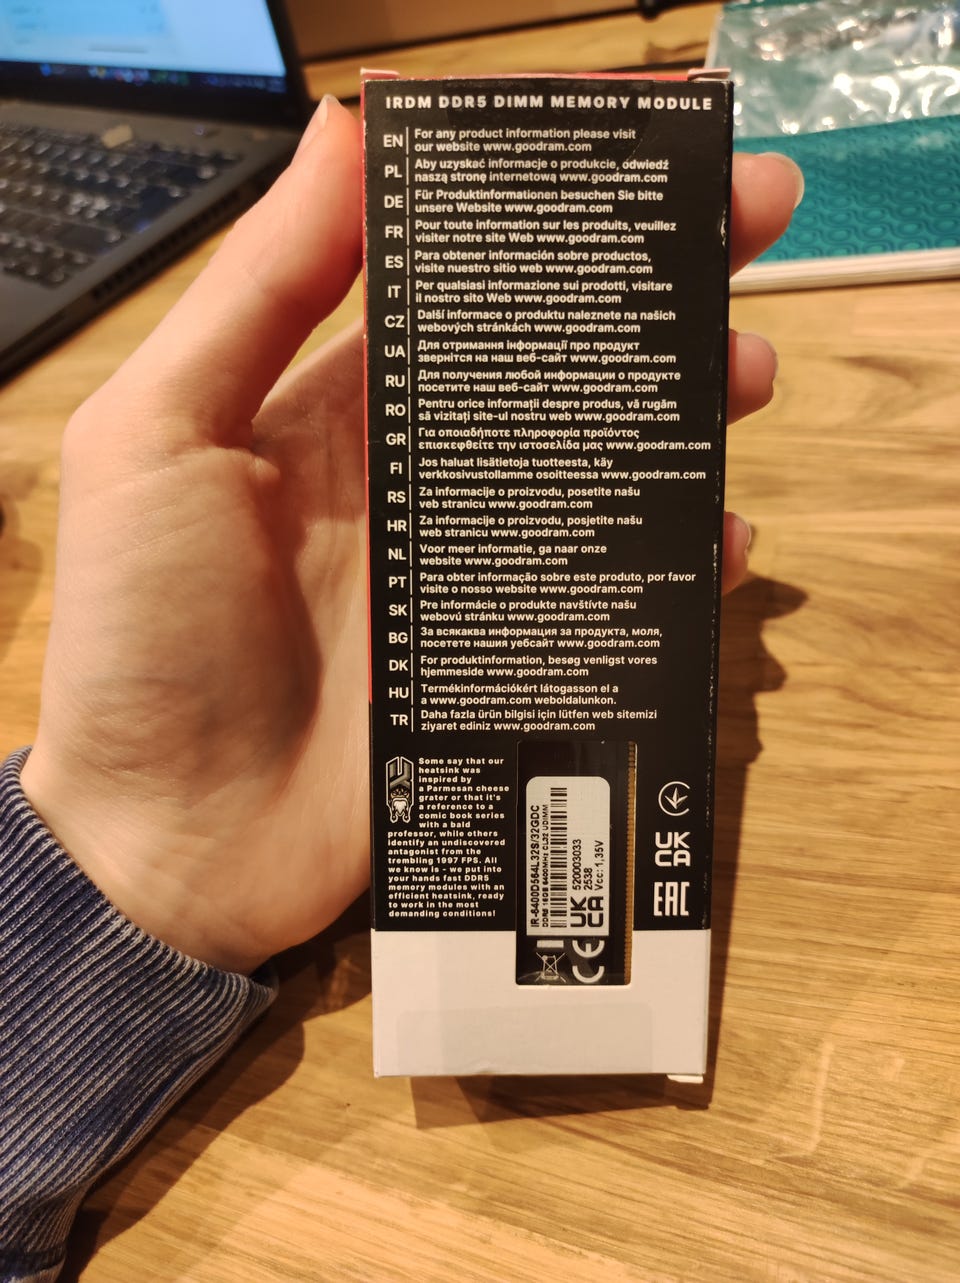 IRDM DDR5 DIMM MEMORY MODULE
EN
For any product information please visit
our website www.goodram.com
PL
Aby uzyskać informacje o produkcie, odwiedź
naszą stronę internetową www.goodram.com
DE
Für Produktinformationen besuchen Sie bitte
unsere Website www.goodram.com
FR
Pour toute information sur les produits, veuillez
visiter notre site Web www.goodram.com
ES
Para obtener información sobre productos,
visite nuestro sitio web www.goodram.com
IT
Per qualsiasi informazione sui prodotti, visitare
il nostro sito Web www.goodram.com
CZ
Další informace o produktu naleznete na našich
webových stránkách www.goodram.com
UA
Для отримання інформації про продукт
звернітся на наш веб-сайт www.goodram.com
RU
Для получения любой информации о продукте
посетите наш веб-сайт www.goodram.com
RO
Pentru orice informații despre produs, vă rugăm
să vizitați site-ul nostru web www.goodram.com
GR
Για οποιαδήποτε πληροφορία προϊόντος
επισκεφθείτε την ιστοσελίδα μας www.goodram.com
FI
Jos haluat lisätietoja tuotteesta, käy
verkkosivustollamme osoitteessa www.goodram.com
RS
Za informacije o proizvodu, posetite našu
veb stranicu www.goodram.com
HR
Za informacije o proizvodu, posjetite našu
web stranicu www.goodram.com
NL
Voor meer informatie, ga naar onze
website www.goodram.com
PT
Para obter informação sobre este produto, por favor
visite o nosso website www.goodram.com
SK
Pre informácie o produkte navštívte našu
webovú stránku www.goodram.com
BG
За всякаква информация за продукта, моля,
посетете нашия уебсайт www.goodram.com
DK
For produktinformation, besøg venligst vores
hjemmeside www.goodram.com
HU
Termékinformációkért látogasson el a
a www.goodram.com weboldalunkon.
TR
Daha fazla ürün bilgisi için lütfen web sitemizi
ziyaret ediniz www.goodram.com
Some say that our
heatsink was
inspired by
a Parmesan cheese
grater or that it's
a reference to a
comic book series
with a bald
professor, while others
identify an undiscovered
antagonist from the
trembling 1997 FPS. All
we know is - we put into
your hands fast DDR5
memory modules with an
efficient heatsink, ready
to work in the most
demanding conditions!
IR-6400D564L32S/32GDC
DDR5 16GB 6400MHz CL32 UDIMM
UK
CA
520003033
2538
Vcc: 1,35V
CE
UK
CA
EAC